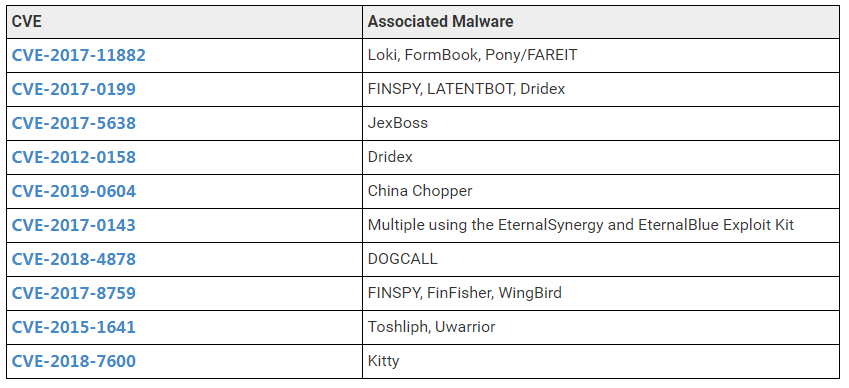 CVE Associated Malware
CVE-2017-11882 Loki, FormBook, Pony/FAREIT
CVE-2017-0199 FINSPY, LATENTBOT, Dridex
CVE-2017-5638 JexBoss
CVE-2012-0158 Dridex
CVE-2019-0604 China Chopper
CVE-2017-0143 Multiple using the EternalSynergy and EternalBlue Exploit Kit
CVE-2018-4878 DOGCALL
CVE-2017-8759 FINSPY, FinFisher, WingBird
CVE-2015-1641 Toshliph, Uwarrior
CVE-2018-7600 Kitty